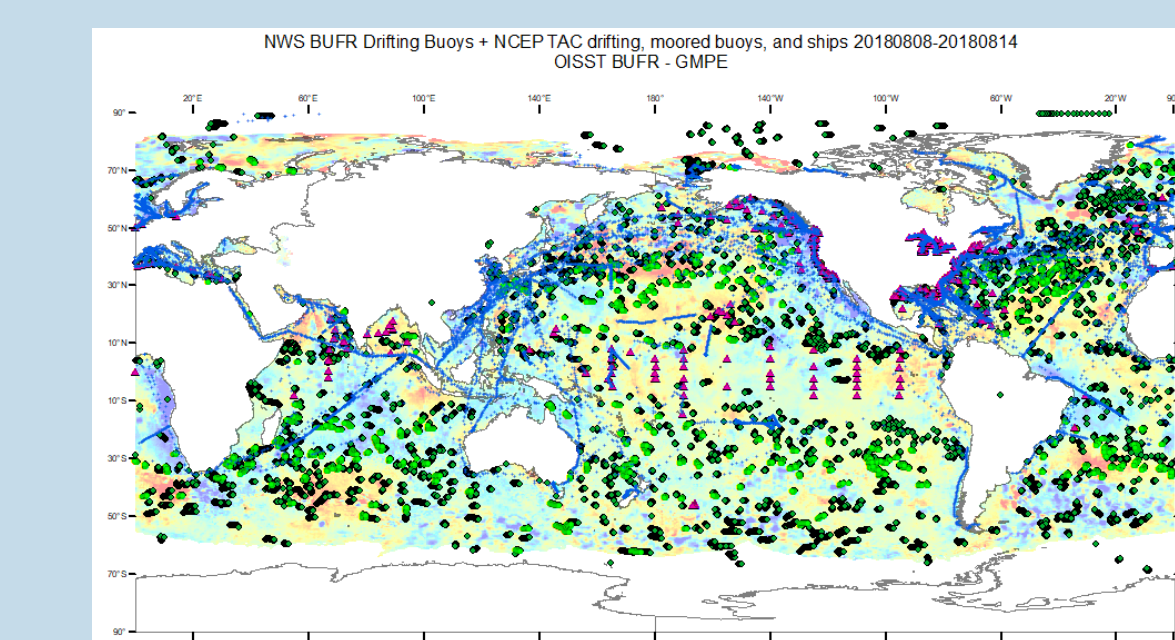 NWS BUFR Drifting Buoys + NCEP TAC drifting, moored buoys, and ships 20180808-20180814
OISST BUFR - GMPE
20°E 60°E 100°E 140°E 180° 140°W 100°W 60°W 20°W 90
90°
70°N
50°N
30°N
10°N
10°S
30°S
50°S
70°S
90°